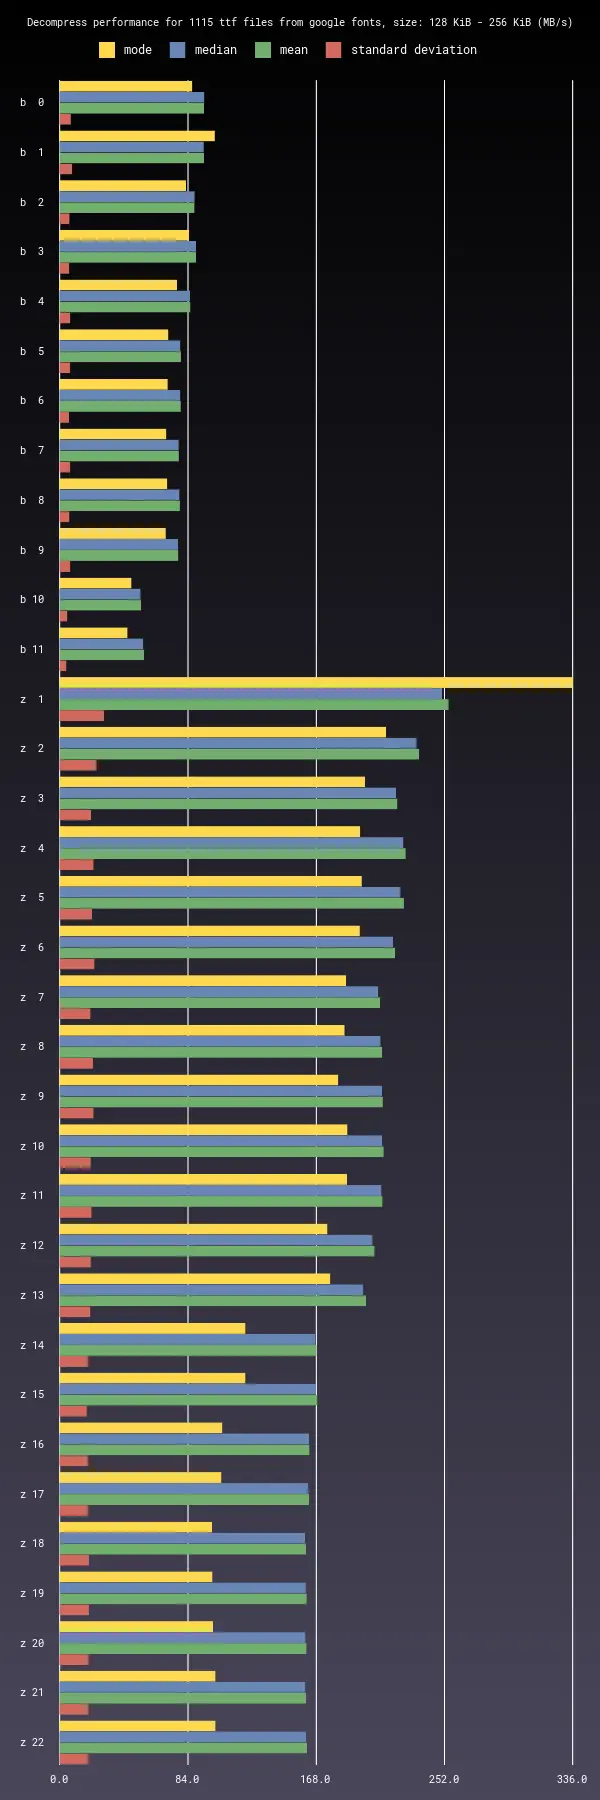 Decompress performance for 1115 ttf files from google fonts, size: 128 KiB - 256 KiB (MB/s)
mode median mean standard deviation
b 0
b 1
b 2
b 3
b 4
b 5
b 6
b 7
b 8
b 9
b 10
b 11
z 1
z 2
z 3
z 4
z 5
z 6
z 7
z 8
z 9
z 10
z 11
z 12
z 13
z 14
z 15
z 16
z 17
z 18
z 19
z 20
z 21
z 22
0.0 84.0 168.0 252.0 336.0